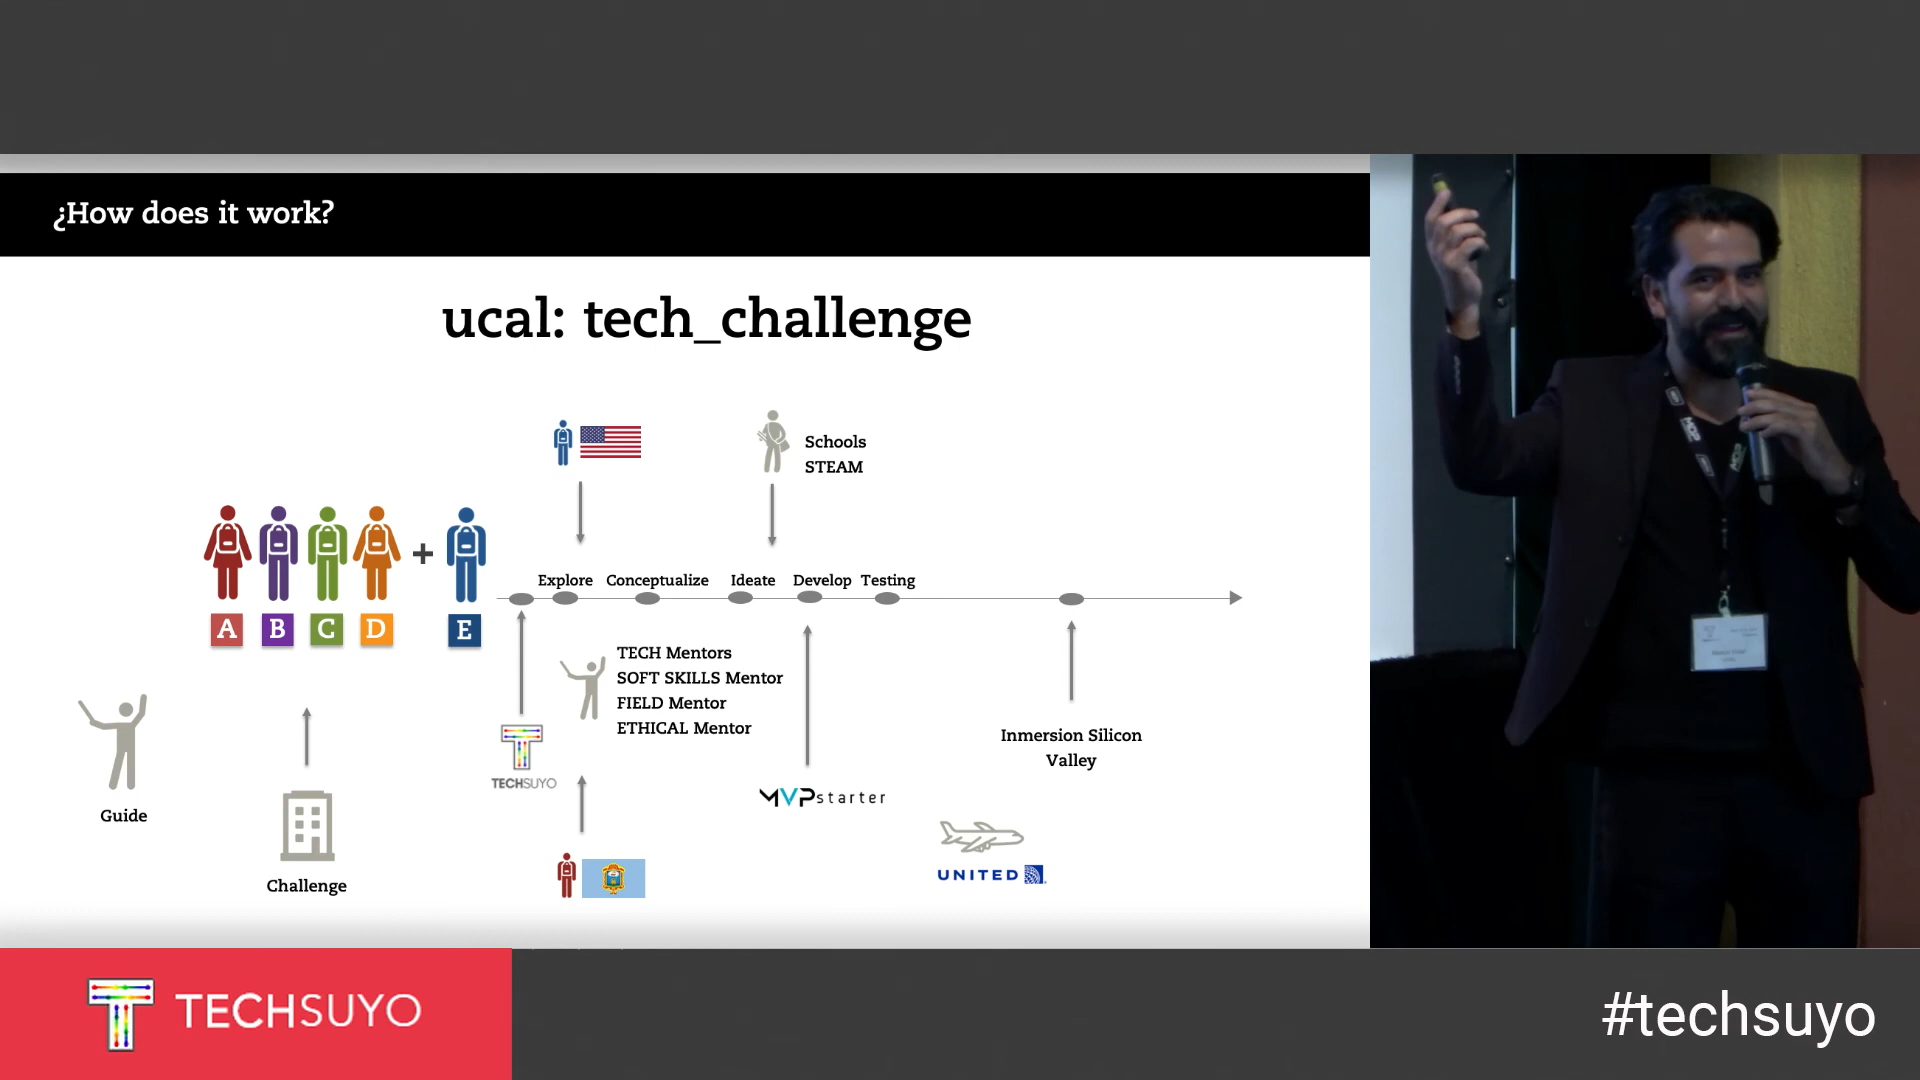 ¿How does it work?
ucal: tech_challenge
Schools
STEAM
+
A B C D E
Explore Conceptualize Ideate Develop Testing
TECH Mentors
SOFT SKILLS Mentor
FIELD Mentor
ETHICAL Mentor
Guide
Challenge
T
TECHSUYO
MVPstarter
Inmersion Silicon
Valley
UNITED
MVP
T TECHSUYO
#techsuyo